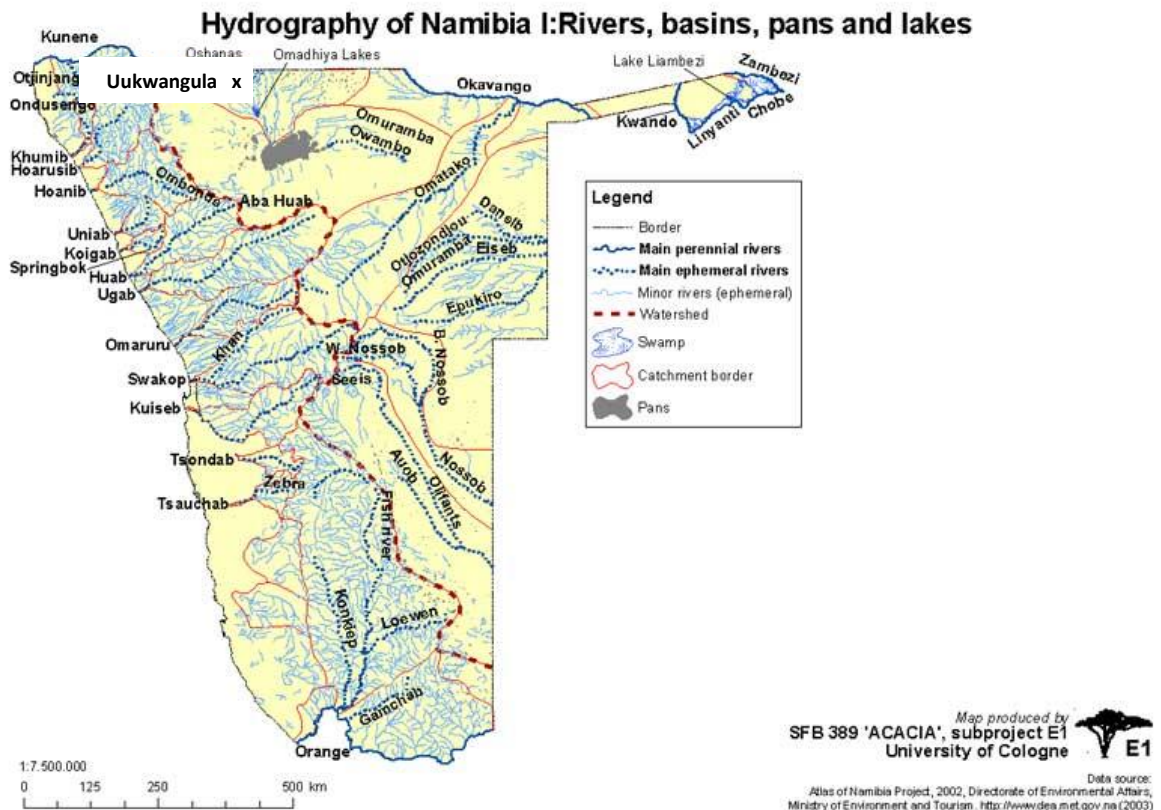 Hydrography of Namibia I:Rivers, basins, pans and lakes
Kunene
Oshanas
Omadhiya Lakes
Otjinjang
Uukwangula x
Ondusengo
Okavango
Lake Liambezi
Zambezi
Chobe
Linyanti
Kwando
Khumib
Hoarusib
Hoanib
Omuramba
Owambo
Ombonde
Aba Huab
Omatako
Uniab
Koigab
Springbok
Huab
Ugab
Otjozondjou
Dansib
Omuramba
Eiseb
Epukiro
Omaruru
Khan
W. Nossob
B. Nossob
Swakop
Seeis
Kuiseb
Tsondab
Zebra
Tsauchab
Auob
Olifants
Nossob
Fish river
Konkiep
Loewen
Gamchab
Orange
Legend
Border
Main perennial rivers
Main ephemeral rivers
Minor rivers (ephemeral)
Watershed
Swamp
Catchment border
Pans
1:7.500.000
0 125 250 500 km
Map produced by
SFB 389 'ACACIA', subproject E1
University of Cologne
E1
Data source:
Atlas of Namibia Project, 2002, Directorate of Environmental Affairs,
Ministry of Environment and Tourism, http://www.dea.met.gov.na (2003)